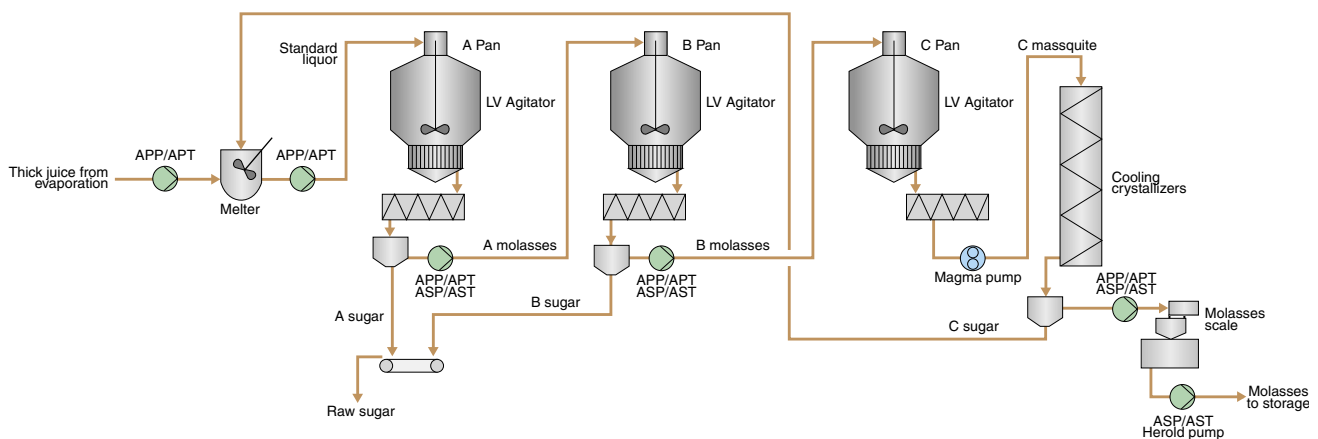 Standard
liquor
A Pan
B Pan
C Pan
C massquite
LV Agitator
LV Agitator
LV Agitator
APP/APT
APP/APT
Thick juice from
evaporation
Melter
Cooling
crystallizers
A molasses
B molasses
APP/APT
ASP/AST
APP/APT
ASP/AST
Magma pump
APP/APT
ASP/AST
A sugar
B sugar
C sugar
Molasses
scale
Raw sugar
Molasses
to storage
ASP/AST
Herold pump